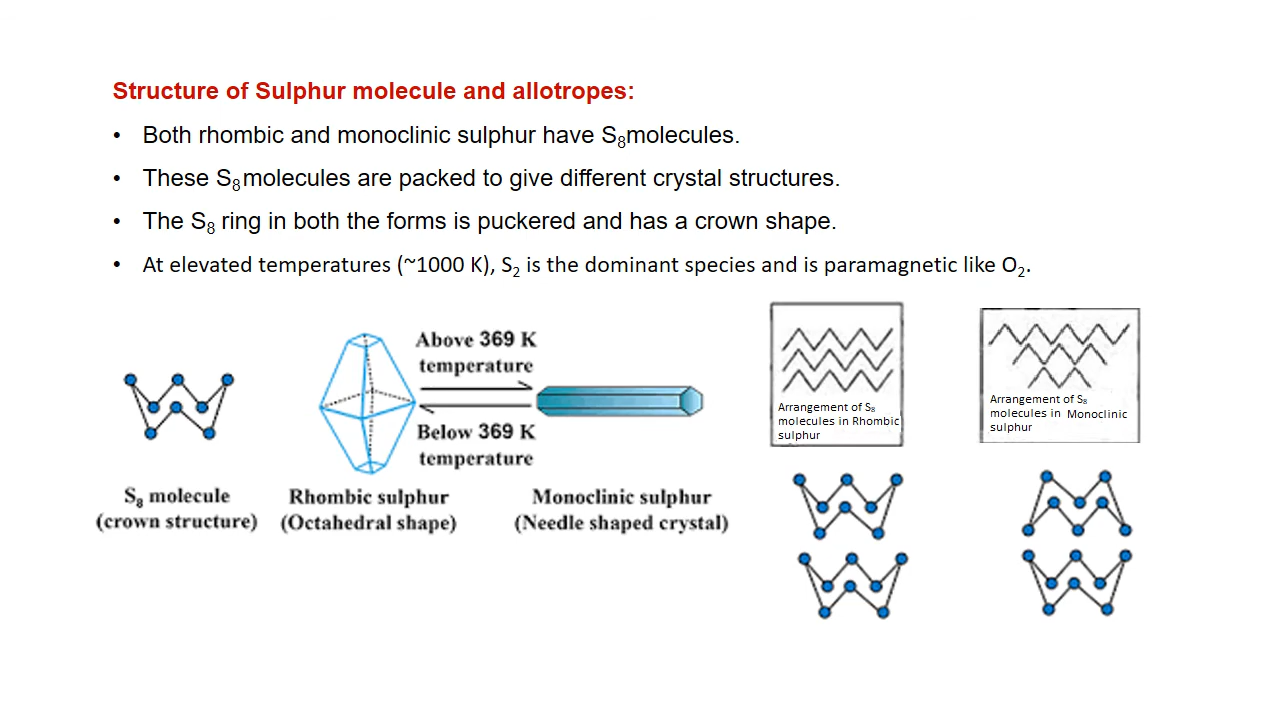 Structure of Sulphur molecule and allotropes:
• Both rhombic and monoclinic sulphur have S₈molecules.
• These S₈molecules are packed to give different crystal structures.
• The S₈ ring in both the forms is puckered and has a crown shape.
• At elevated temperatures (~1000 K), S₂ is the dominant species and is paramagnetic like O₂.
Above 369 K
temperature
Below 369 K
temperature
S₈ molecule
(crown structure)
Rhombic sulphur
(Octahedral shape)
Monoclinic sulphur
(Needle shaped crystal)
Arrangement of S₈
molecules in Rhombic
sulphur
Arrangement of S₈
molecules in Monoclinic
sulphur